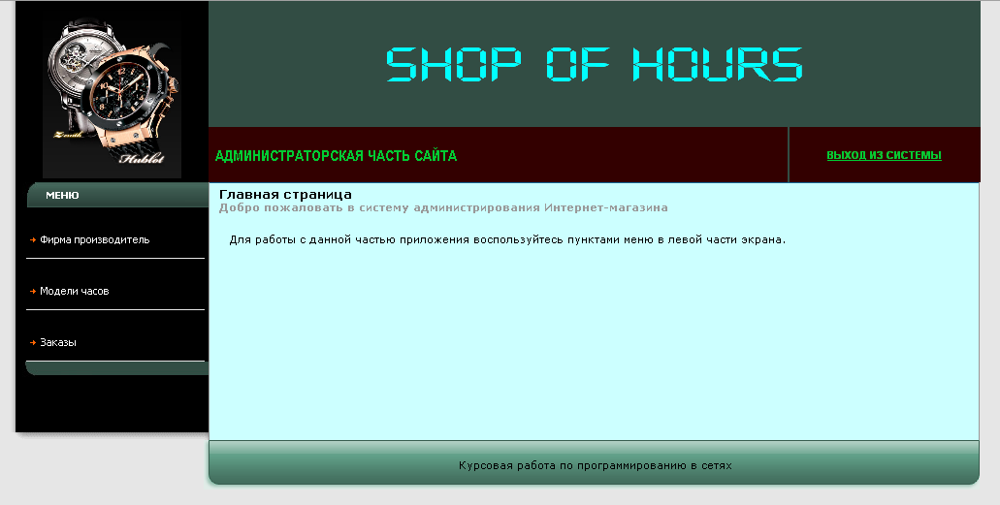 Zenith
Hublot
SHOP OF HOURS
АДМИНИСТРАТОРСКАЯ ЧАСТЬ САЙТА
ВЫХОД ИЗ СИСТЕМЫ
МЕНЮ
Фирма производитель
Модели часов
Заказы
Главная страница
Добро пожаловать в систему администрирования Интернет-магазина
Для работы с данной частью приложения воспользуйтесь пунктами меню в левой части экрана.
Курсовая работа по программированию в сетях